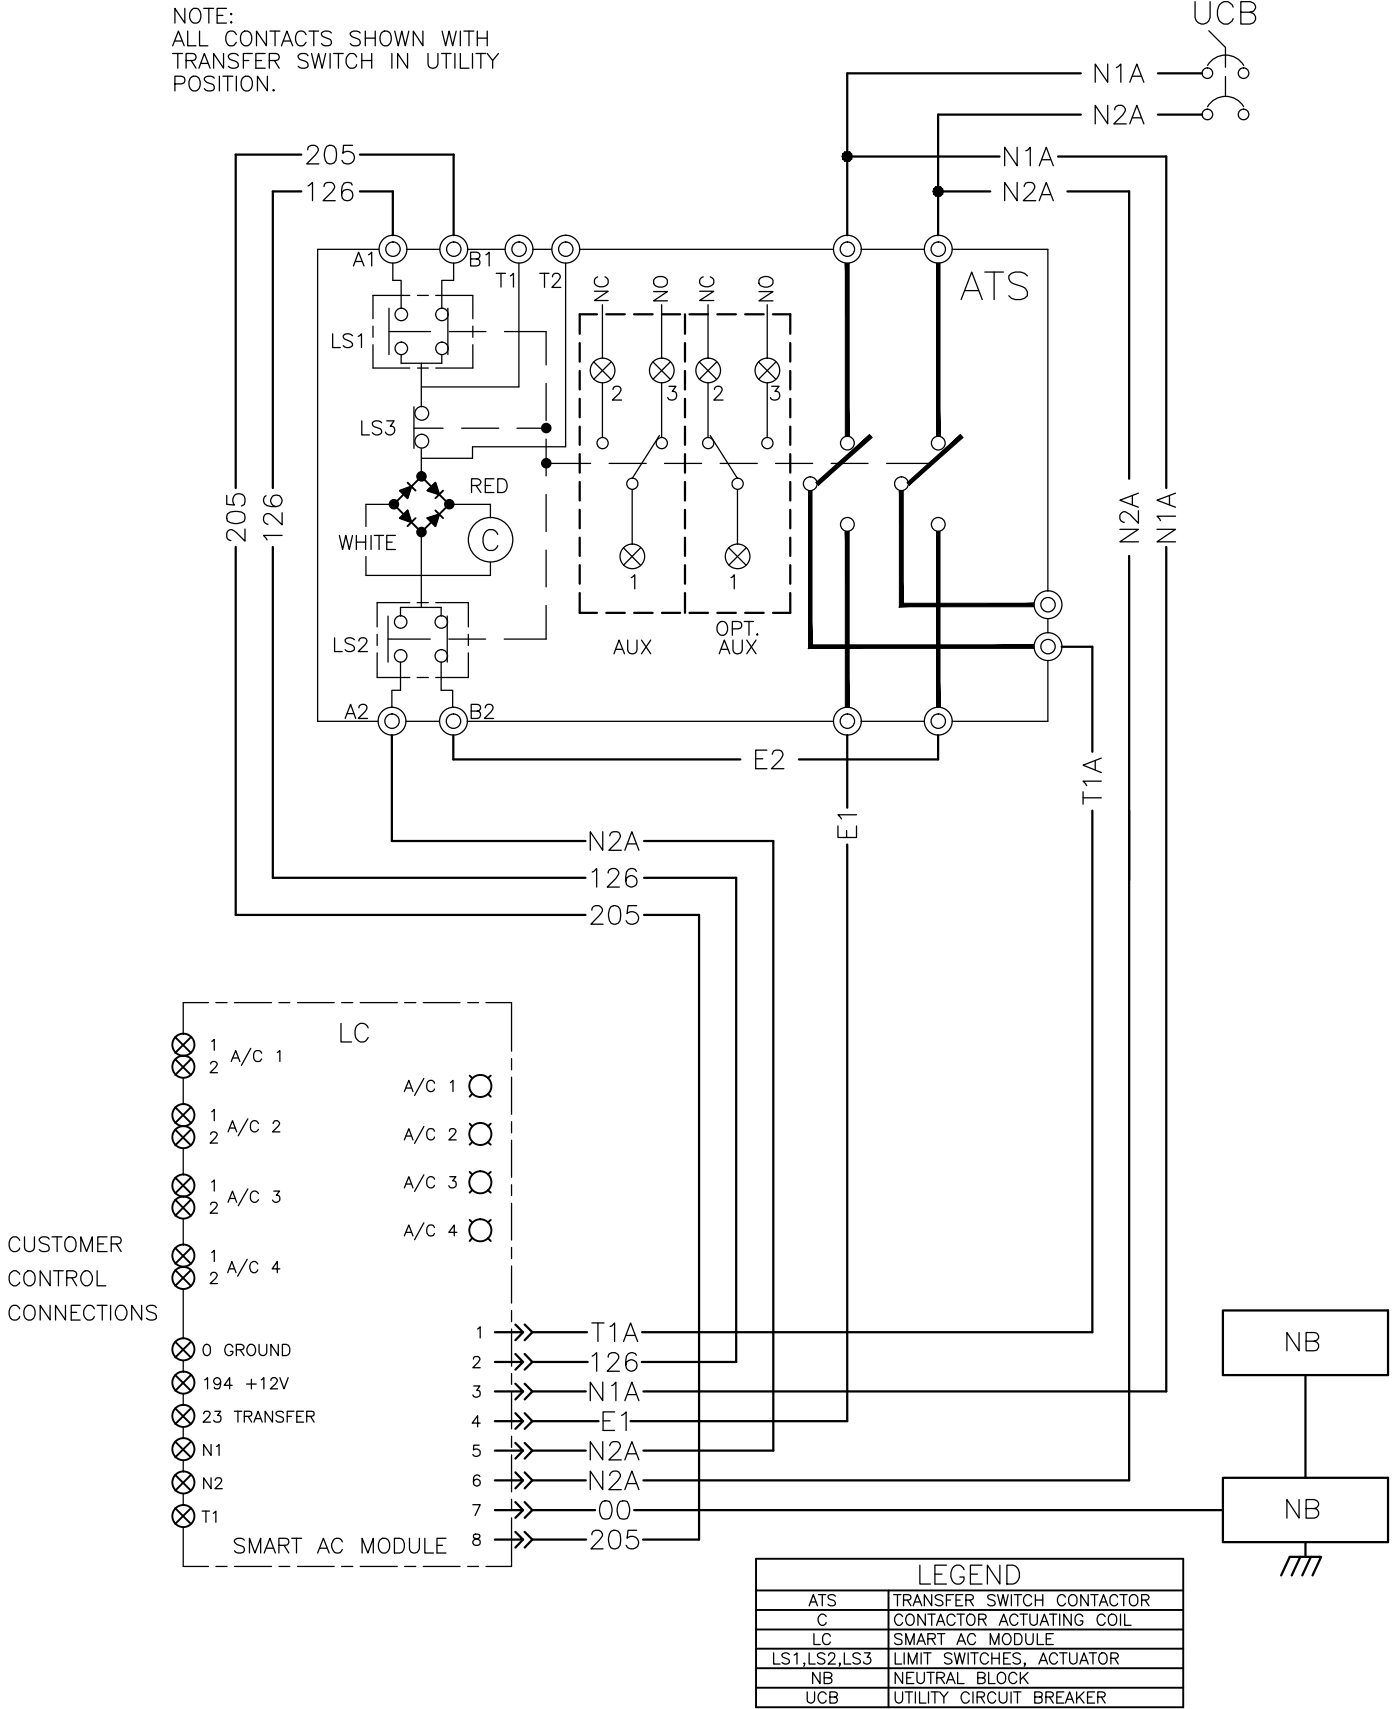 NOTE:
ALL CONTACTS SHOWN WITH
TRANSFER SWITCH IN UTILITY
POSITION.
UCB
N1A
N2A
205
126
N1A
N2A
A1
B1
T1
T2
ATS
NC
NO
NC
NO
LS1
2
3
2
3
LS3
RED
WHITE
C
205
126
N2A
N1A
1
1
LS2
AUX
OPT.
AUX
A2
B2
E2
T1A
E1
N2A
126
205
LC
1
2
A/C 1
A/C 1
1
2
A/C 2
A/C 2
1
2
A/C 3
A/C 3
A/C 4
1
2
A/C 4
CUSTOMER
CONTROL
CONNECTIONS
0 GROUND
194 +12V
23 TRANSFER
N1
N2
T1
SMART AC MODULE
1 T1A
2 126
3 N1A
4 E1
5 N2A
6 N2A
7 00
8 205
NB
NB
LEGEND
ATS TRANSFER SWITCH CONTACTOR
C CONTACTOR ACTUATING COIL
LC SMART AC MODULE
LS1,LS2,LS3 LIMIT SWITCHES, ACTUATOR
NB NEUTRAL BLOCK
UCB UTILITY CIRCUIT BREAKER